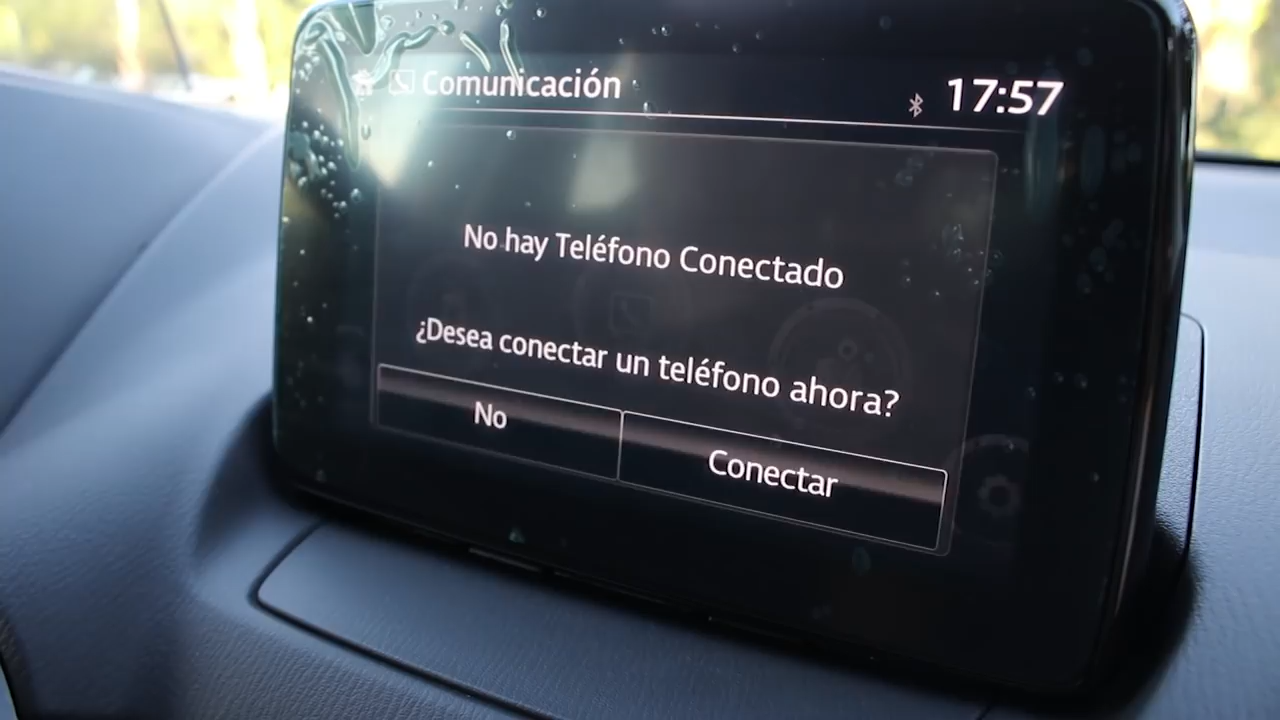 Comunicación
17:57
No hay Teléfono Conectado
¿Desea conectar un teléfono ahora?
No
Conectar